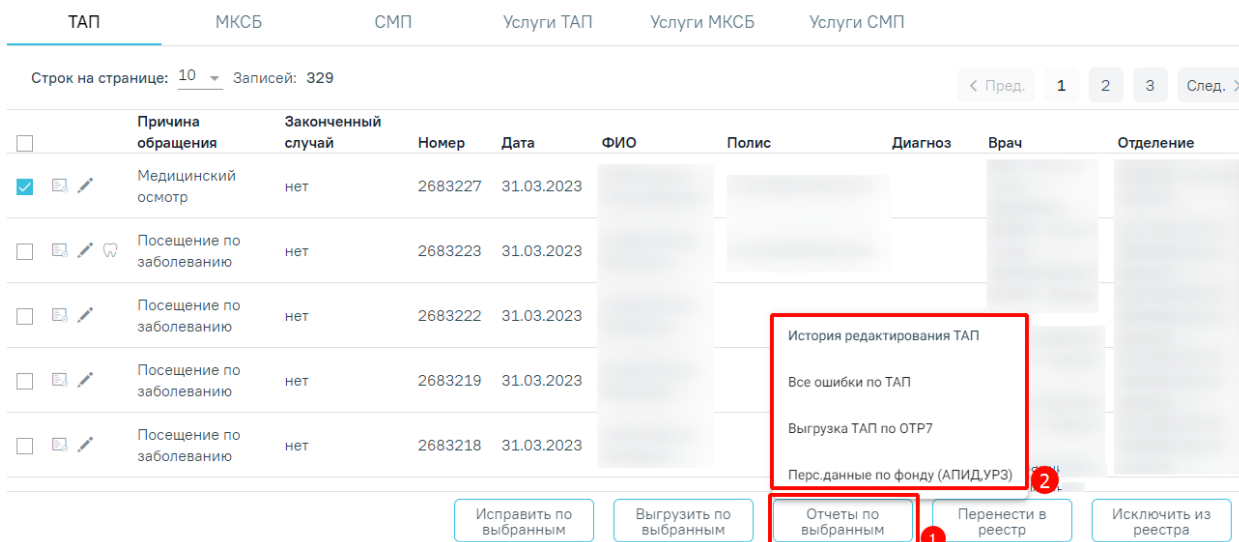 ТАП МКСБ СМП Услуги ТАП Услуги МКСБ Услуги СМП
Строк на странице: 10 Записей: 329
< Пред. 1 2 3 След. >
Причина обращения Законченный случай Номер Дата ФИО Полис Диагноз Врач Отделение
Медицинский осмотр нет 2683227 31.03.2023
Посещение по заболеванию нет 2683223 31.03.2023
Посещение по заболеванию нет 2683222 31.03.2023
Посещение по заболеванию нет 2683219 31.03.2023
Посещение по заболеванию нет 2683218 31.03.2023
История редактирования ТАП
Все ошибки по ТАП
Выгрузка ТАП по ОТР7
Перс.данные по фонду (АПИД,УРЗ)
2
Исправить по выбранным
Выгрузить по выбранным
Отчеты по выбранным
1
Перенести в реестр
Исключить из реестра